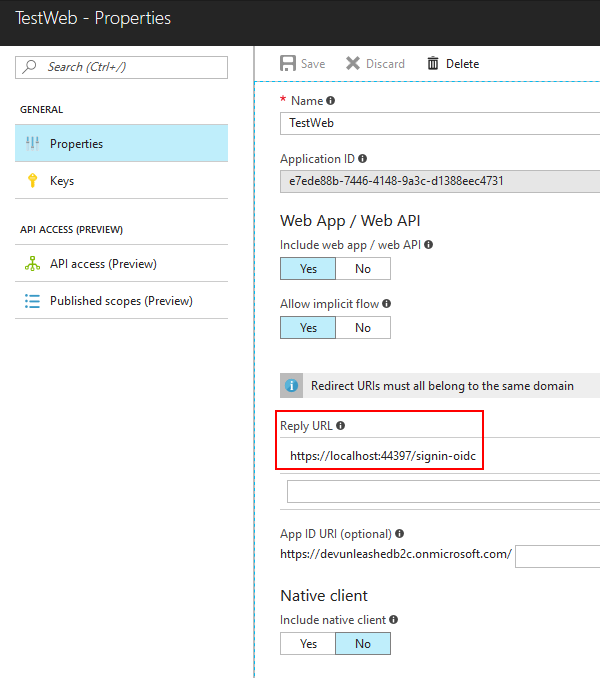 TestWeb - Properties
Search (Ctrl+/)
GENERAL
Properties
Keys
API ACCESS (PREVIEW)
API access (Preview)
Published scopes (Preview)
Save Discard Delete
* Name
TestWeb
Application ID
e7ede88b-7446-4148-9a3c-d1388eec4731
Web App / Web API
Include web app / web API
Yes No
Allow implicit flow
Yes No
Redirect URIs must all belong to the same domain
Reply URL
https://localhost:44397/signin-oidc
App ID URI (optional)
https://devunleashedb2c.onmicrosoft.com/
Native client
Include native client
Yes No